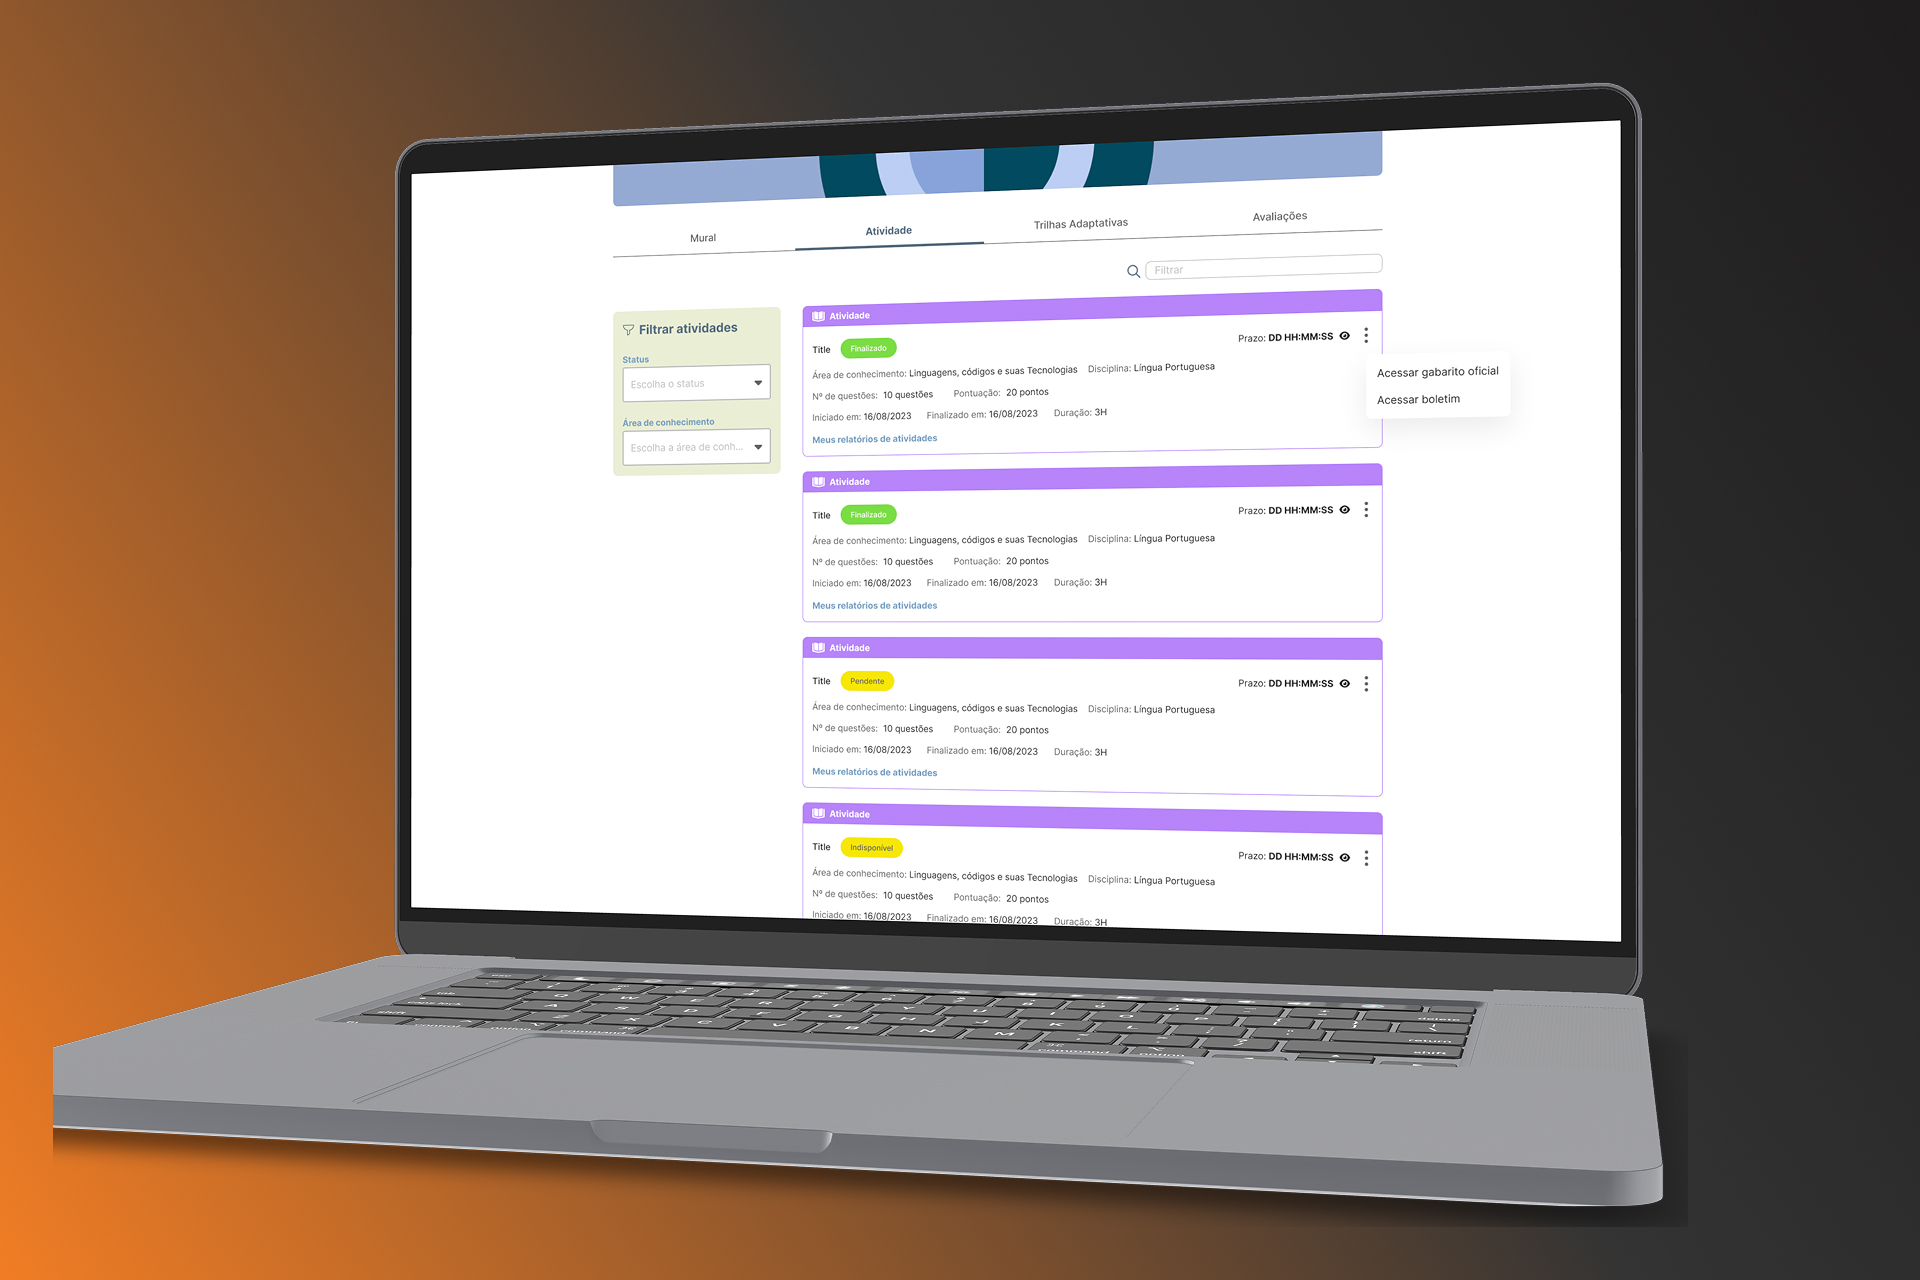 Mural
Atividade
Trilhas Adaptativas
Avaliações
Filtrar
Filtrar atividades
Status
Escolha o status
Área de conhecimento
Escolha a área de conh...
Atividade
Title Finalizado
Prazo: DD HH:MM:SS
Área de conhecimento: Linguagens, códigos e suas Tecnologias Disciplina: Língua Portuguesa
Nº de questões: 10 questões Pontuação: 20 pontos
Iniciado em: 16/08/2023 Finalizado em: 16/08/2023 Duração: 3H
Meus relatórios de atividades
Acessar gabarito oficial
Acessar boletim
Atividade
Title Finalizado
Prazo: DD HH:MM:SS
Área de conhecimento: Linguagens, códigos e suas Tecnologias Disciplina: Língua Portuguesa
Nº de questões: 10 questões Pontuação: 20 pontos
Iniciado em: 16/08/2023 Finalizado em: 16/08/2023 Duração: 3H
Meus relatórios de atividades
Atividade
Title Pendente
Prazo: DD HH:MM:SS
Área de conhecimento: Linguagens, códigos e suas Tecnologias Disciplina: Língua Portuguesa
Nº de questões: 10 questões Pontuação: 20 pontos
Iniciado em: 16/08/2023 Finalizado em: 16/08/2023 Duração: 3H
Meus relatórios de atividades
Atividade
Title Indisponível
Prazo: DD HH:MM:SS
Área de conhecimento: Linguagens, códigos e suas Tecnologias Disciplina: Língua Portuguesa
Nº de questões: 10 questões Pontuação: 20 pontos
Iniciado em: 16/08/2023 Finalizado em: 16/08/2023 Duração: 3H
delete
Q W E R T Y U I O P
return
A S D F G H J K L
shift
Z X C V B N M
command option